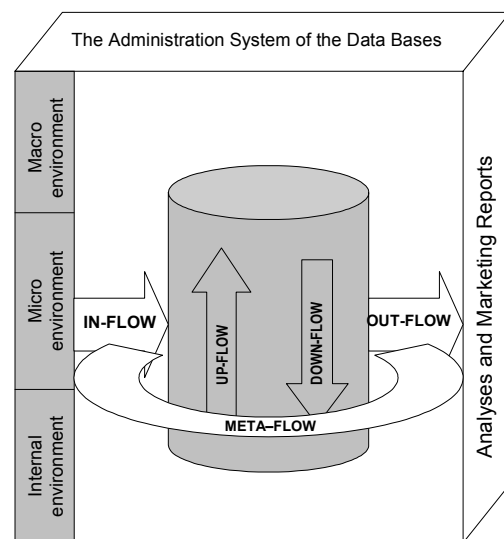 The Administration System of the Data Bases
Macro
environment
Micro
environment
Internal
environment
IN-FLOW
UP-FLOW
DOWN-FLOW
OUT-FLOW
META–FLOW
Analyses and Marketing Reports